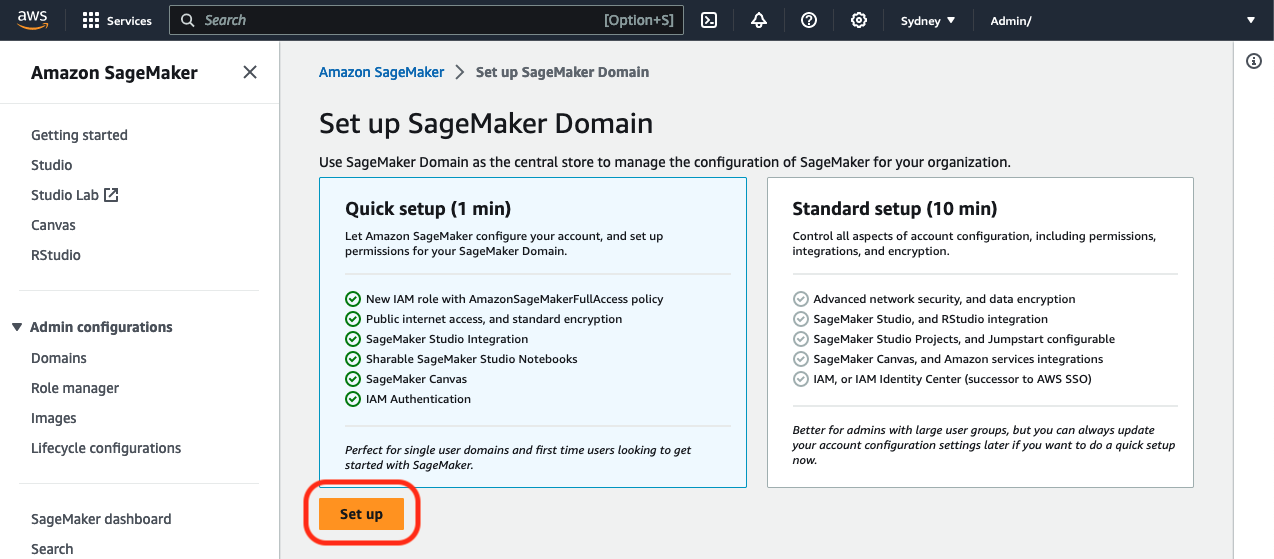 aws
Services
Search
[Option+S]
Sydney
Admin/
Amazon SageMaker
Getting started
Studio
Studio Lab
Canvas
RStudio
Admin configurations
Domains
Role manager
Images
Lifecycle configurations
SageMaker dashboard
Search
Amazon SageMaker
Set up SageMaker Domain
Set up SageMaker Domain
Use SageMaker Domain as the central store to manage the configuration of SageMaker for your organization.
Quick setup (1 min)
Let Amazon SageMaker configure your account, and set up
permissions for your SageMaker Domain.
New IAM role with AmazonSageMakerFullAccess policy
Public internet access, and standard encryption
SageMaker Studio Integration
Sharable SageMaker Studio Notebooks
SageMaker Canvas
IAM Authentication
Perfect for single user domains and first time users looking to get
started with SageMaker.
Standard setup (10 min)
Control all aspects of account configuration, including permissions,
integrations, and encryption.
Advanced network security, and data encryption
SageMaker Studio, and RStudio integration
SageMaker Studio Projects, and Jumpstart configurable
SageMaker Canvas, and Amazon services integrations
IAM, or IAM Identity Center (successor to AWS SSO)
Better for admins with large user groups, but you can always update
your account configuration settings later if you want to do a quick setup
now.
Set up